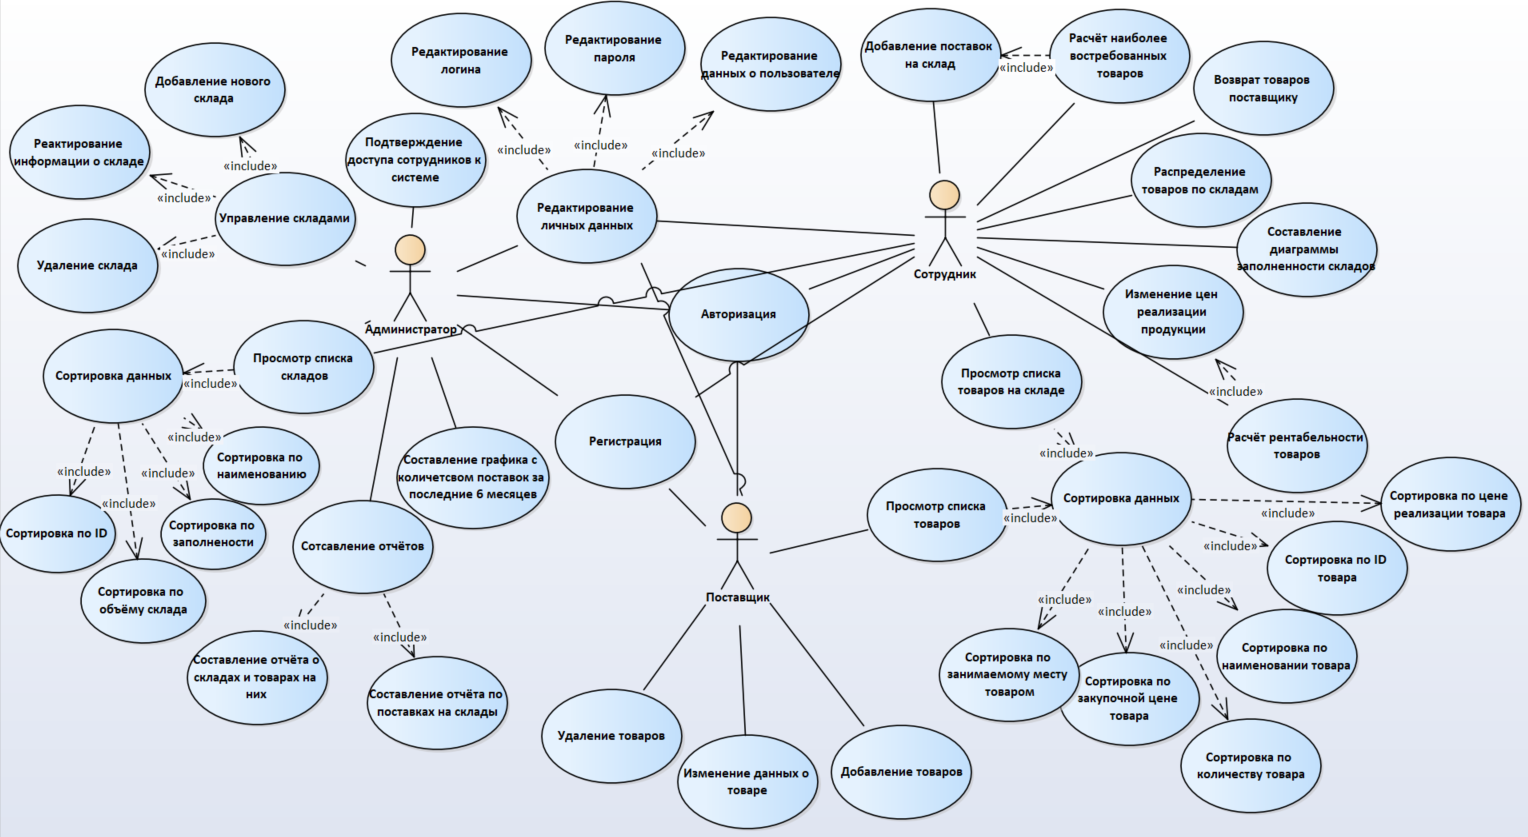 Редактирование
логина
Редактирование
пароля
Редактирование
данных о пользователе
Добавление поставок
на склад
«include»
Расчёт наиболее
востребованных
товаров
Возврат товаров
поставщику
Добавление нового
склада
Реактирование
информации о складе
«include»
«include»
Управление складами
«include»
Удаление склада
Подтверждение
доступа сотрудников к
системе
«include»
«include»
«include»
Редактирование
личных данных
Распределение
товаров по складам
Составление
диаграммы
заполненности складов
Сотрудник
Изменение цен
реализации
продукции
Авторизация
Администратор
Просмотр списка
складов
«include»
Сортировка данных
«include»
«include»
«include»
«include»
Сортировка по
наименованию
Сортировка по ID
Сортировка по
заполнености
Сортировка по
объёму склада
Просмотр списка
товаров на складе
«include»
«include»
Расчёт рентабельности
товаров
Регистрация
Составление графика с
количетсвом поставок за
последние 6 месяцев
Сотсавление отчётов
«include»
«include»
Составление отчёта о
складах и товарах на
них
Составление отчёта по
поставках на склады
Поставщик
Просмотр списка
товаров
«include»
Сортировка данных
«include»
Сортировка по цене
реализации товара
«include»
Сортировка по ID
товара
«include»
«include»
«include»
«include»
Сортировка по
наименовании товара
Сортировка по
занимаемому месту
товаром
Сортировка по
закупочной цене
товара
Сортировка по
количеству товара
Удаление товаров
Изменение данных о
товаре
Добавление товаров